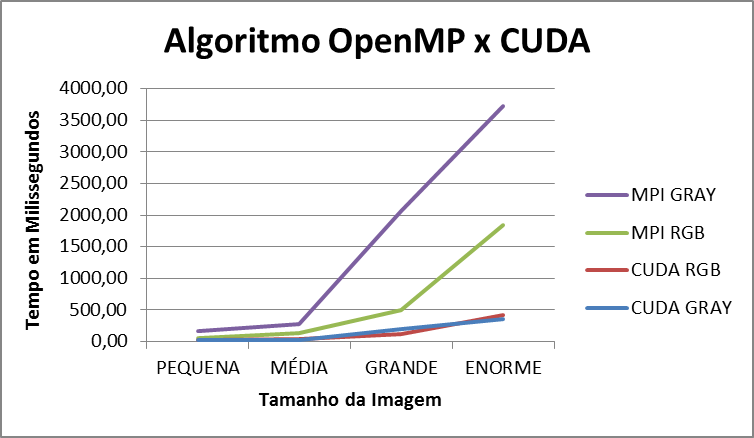 Algoritmo OpenMP x CUDA
Tempo em Milissegundos
4000,00
3500,00
3000,00
2500,00
2000,00
1500,00
1000,00
500,00
0,00
PEQUENA MÉDIA GRANDE ENORME
Tamanho da Imagem
MPI GRAY
MPI RGB
CUDA RGB
CUDA GRAY